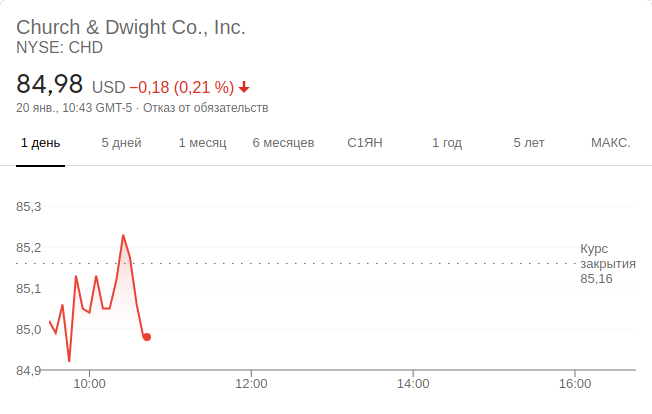 Church & Dwight Co., Inc.
NYSE: CHD
84,98 USD −0,18 (0,21 %)
20 янв., 10:43 GMT-5 · Отказ от обязательств
1 день 5 дней 1 месяц 6 месяцев С1ЯН 1 год 5 лет МАКС.
85,3
85,2
Курс
закрытия
85,16
85,1
85,0
84,9
10:00 12:00 14:00 16:00